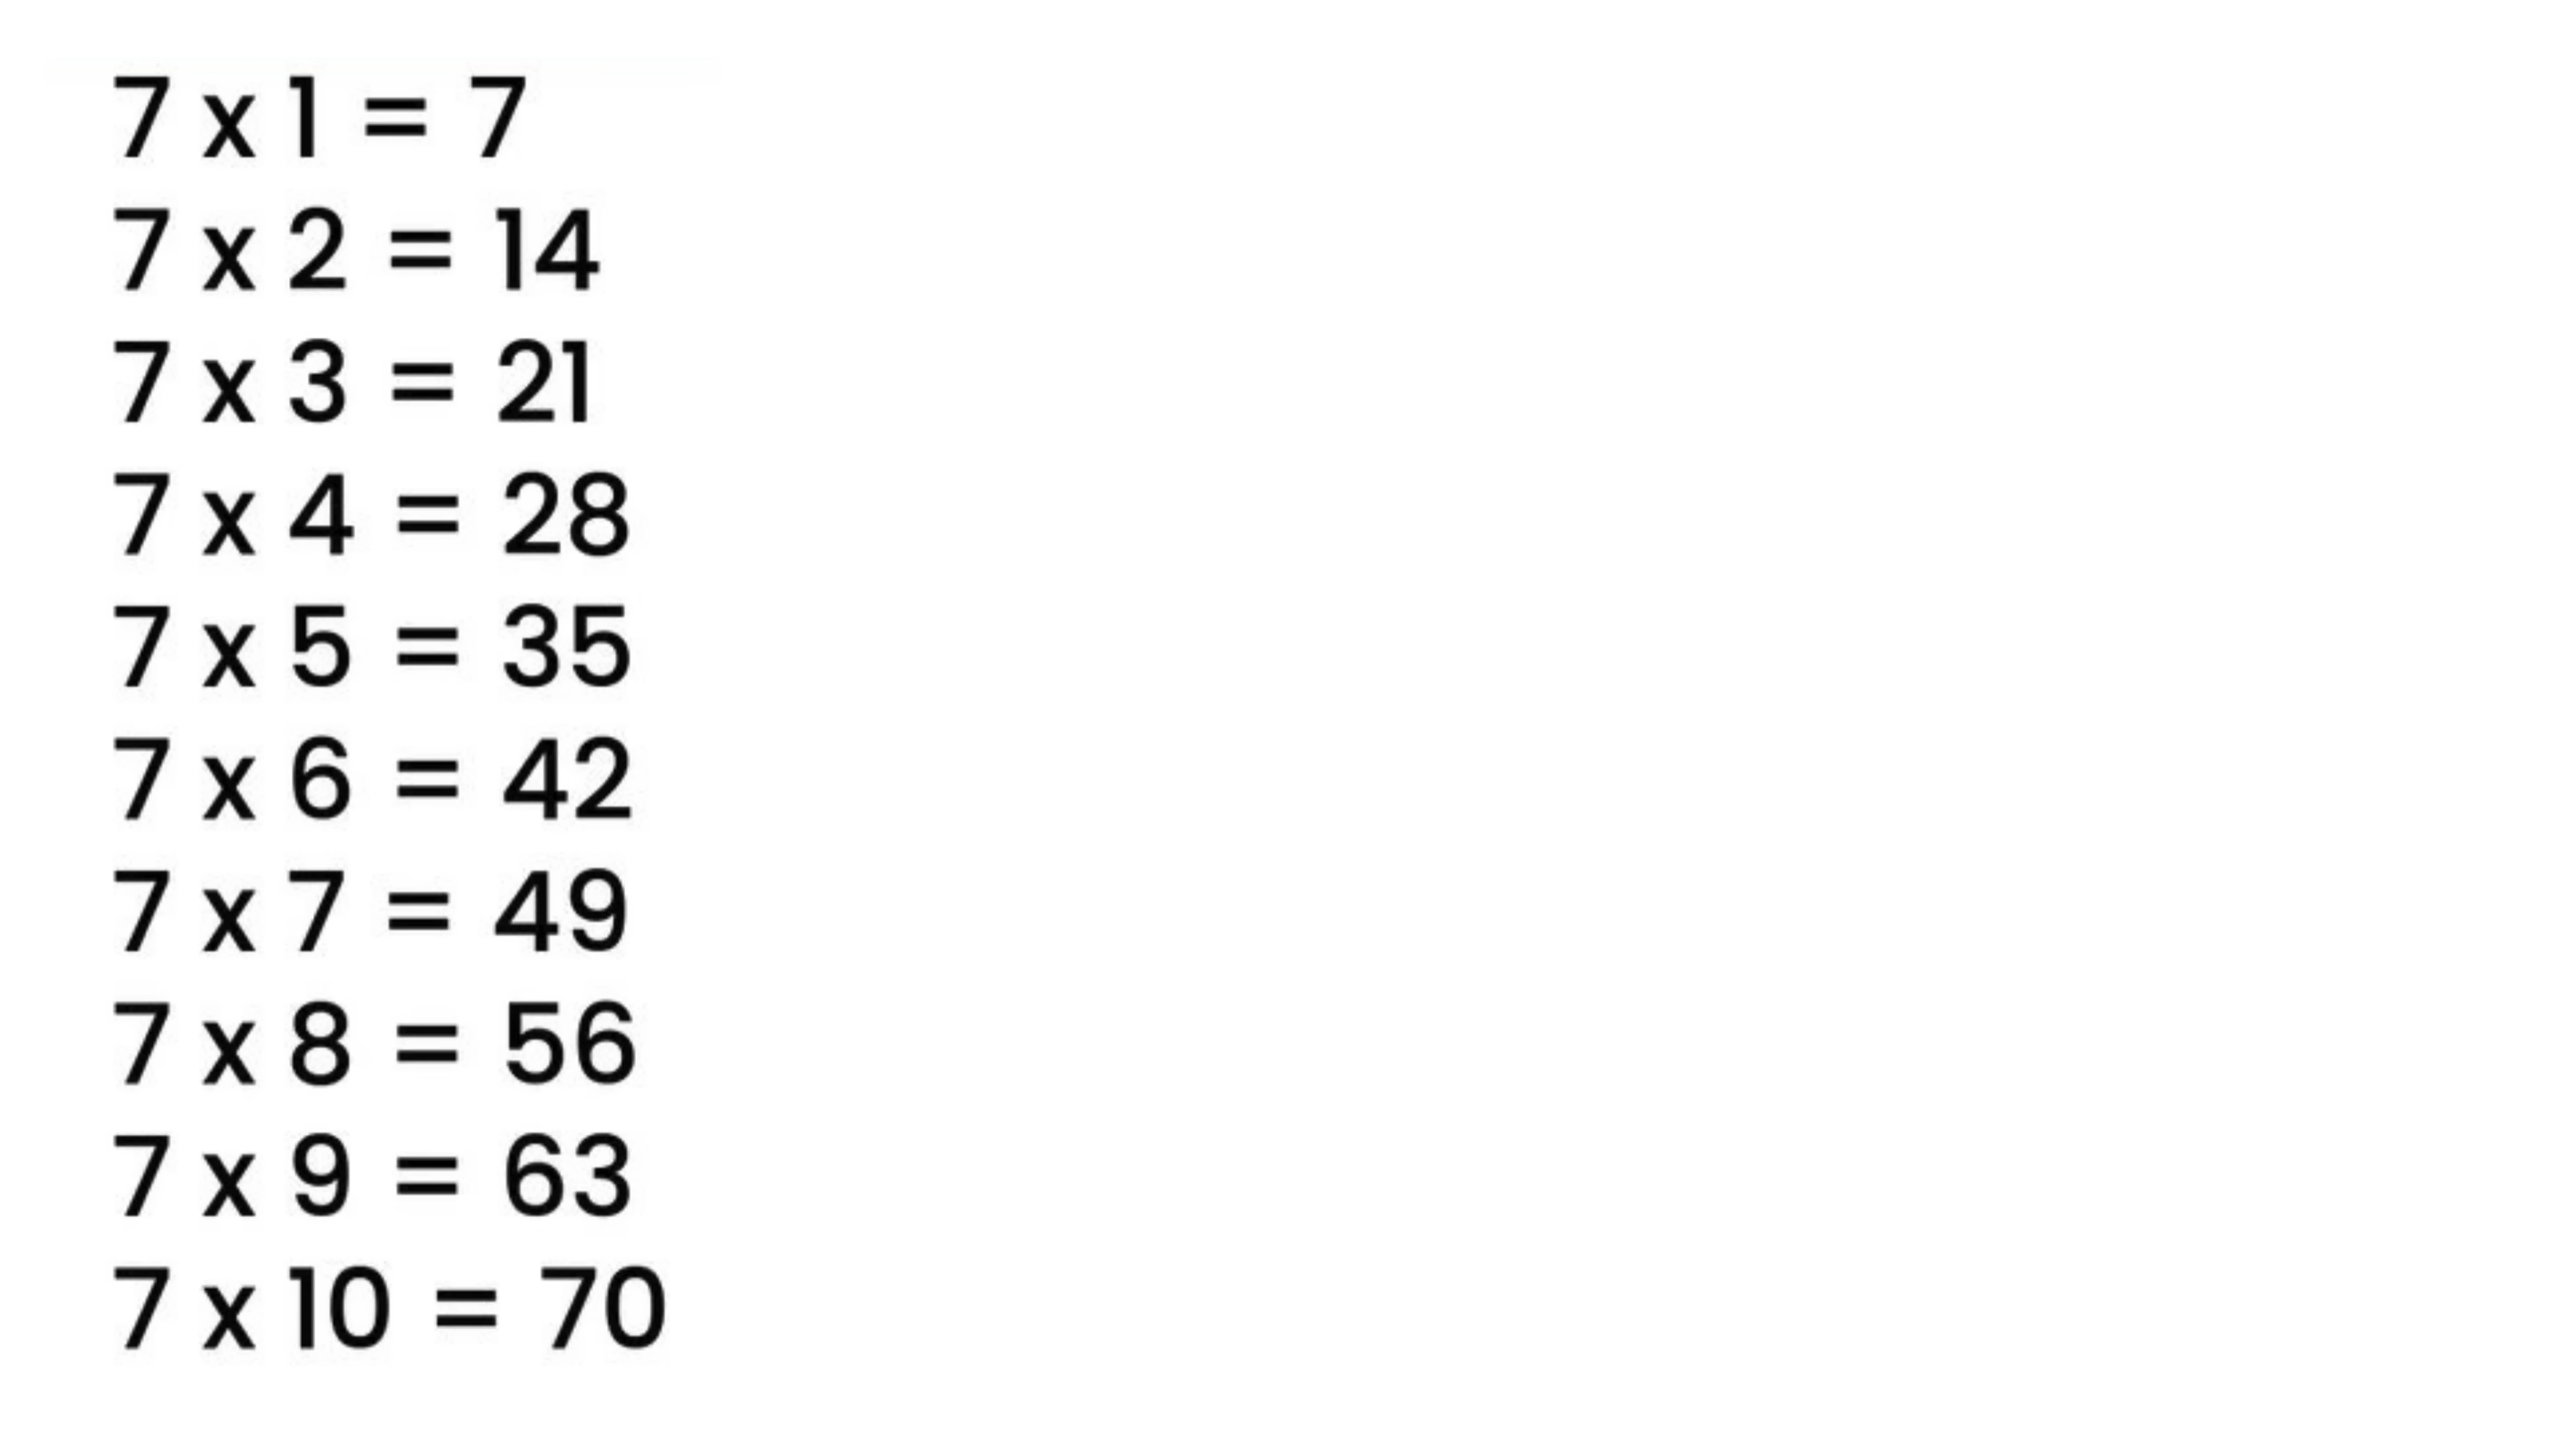 7 x 1 = 7
7 x 2 = 14
7 x 3 = 21
7 x 4 = 28
7 x 5 = 35
7 x 6 = 42
7 x 7 = 49
7 x 8 = 56
7 x 9 = 63
7 x 10 = 70